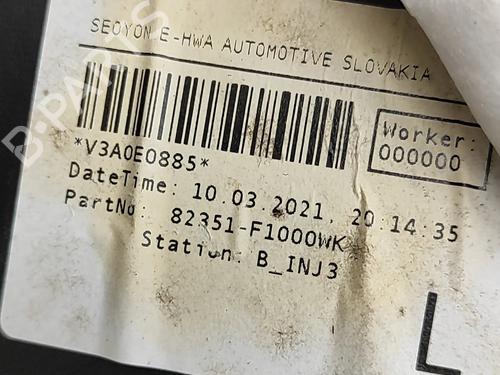 SEOYON E-HWA AUTOMOTIVE SLOVAKIA
Worker:
000000
*V3A0E0885*
DateTime: 10.03.2021, 20:14:35
PartNo: 82351-F1000WK
Station: B_INJ3
L
B-PARTS